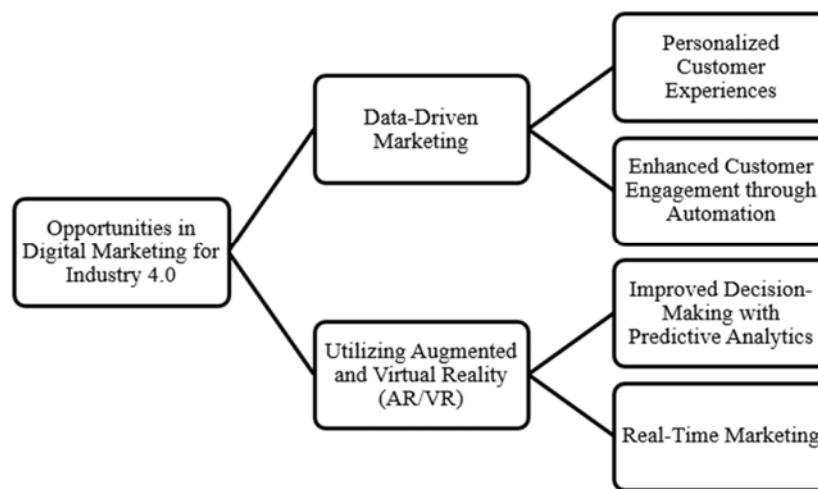 Opportunities in
Digital Marketing for
Industry 4.0
Data-Driven
Marketing
Utilizing Augmented
and Virtual Reality
(AR/VR)
Personalized
Customer
Experiences
Enhanced Customer
Engagement through
Automation
Improved Decision-
Making with
Predictive Analytics
Real-Time Marketing